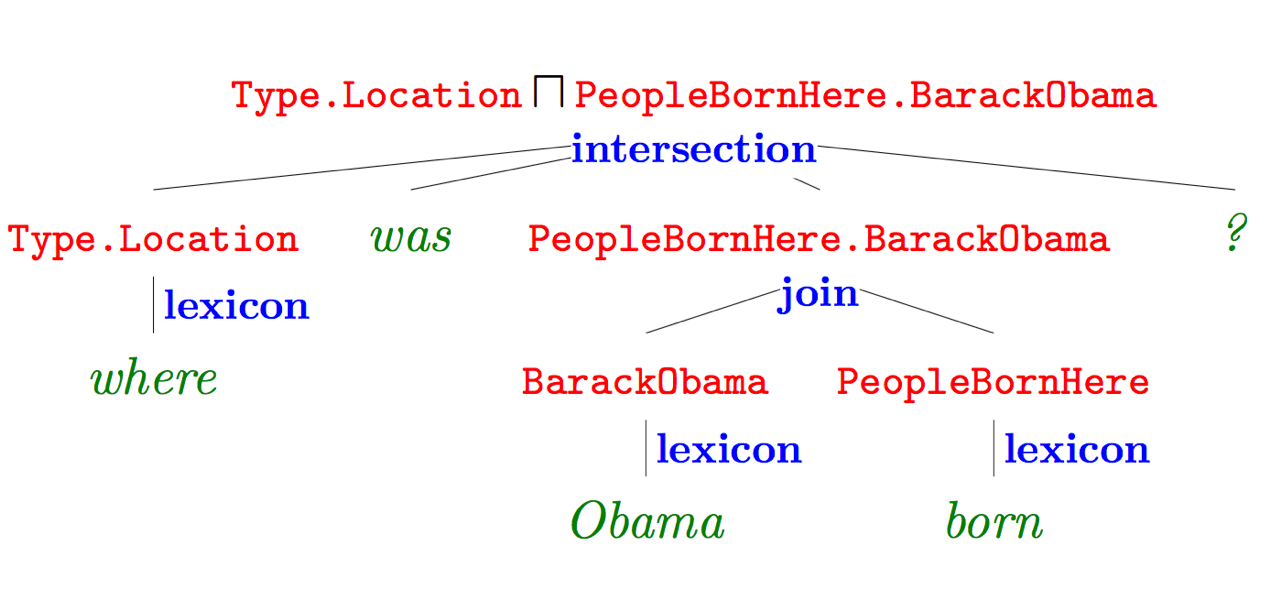 Type.Location ⊓ PeopleBornHere.BarackObama
intersection
Type.Location was PeopleBornHere.BarackObama ?
lexicon join
where BarackObama PeopleBornHere
lexicon lexicon
Obama born